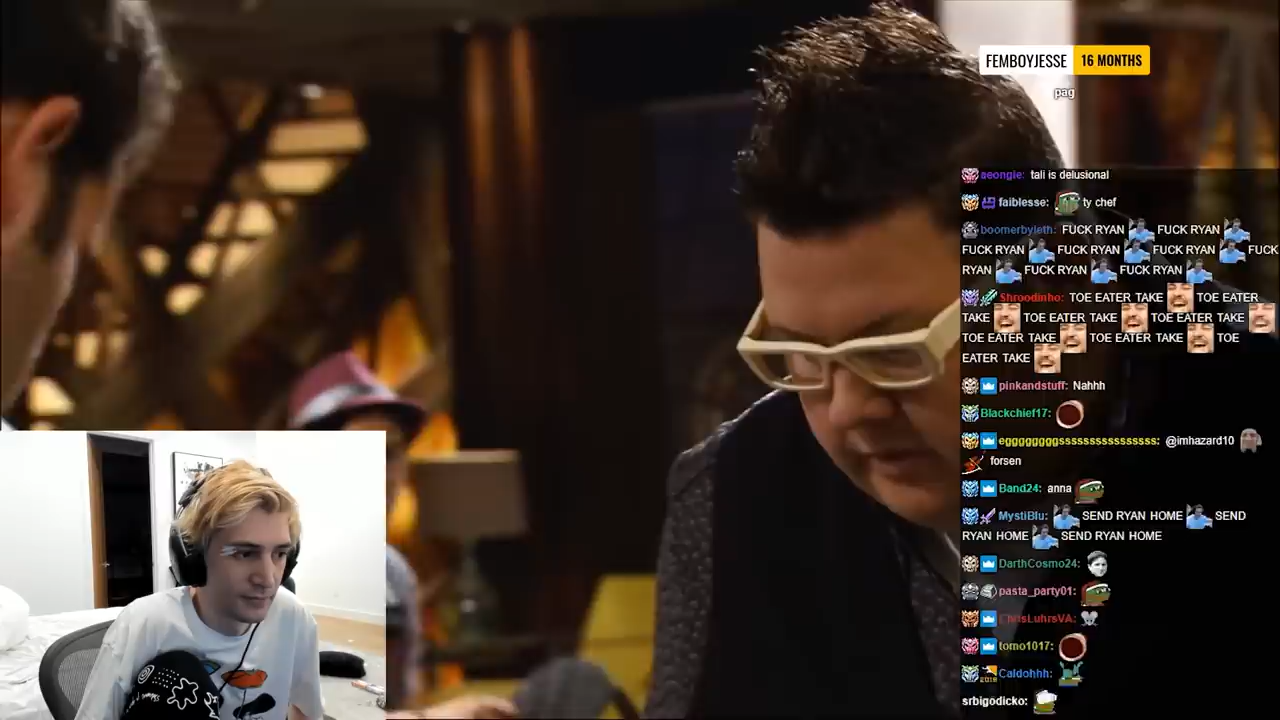 FEMBOYJESSE 16 MONTHS
pag
aeongie: tali is delusional
faiblesse: ty chef
boomerbyleth: FUCK RYAN FUCK RYAN
FUCK RYAN FUCK RYAN FUCK RYAN FUCK
RYAN FUCK RYAN FUCK RYAN
Shroodinho: TOE EATER TAKE TOE EATER
TAKE TOE EATER TAKE TOE EATER TAKE
TOE EATER TAKE TOE EATER TAKE TOE
EATER TAKE
pinkandstuff: Nahhh
Blackchief17:
eggggggggssssssssssssssss: @imhazard10
forsen
Band24: anna
MystiBlu: SEND RYAN HOME SEND
RYAN HOME SEND RYAN HOME
DarthCosmo24:
pasta_party01:
ChrisLuhrsVA:
tomo1017:
Caldohhh:
srbigodicko: